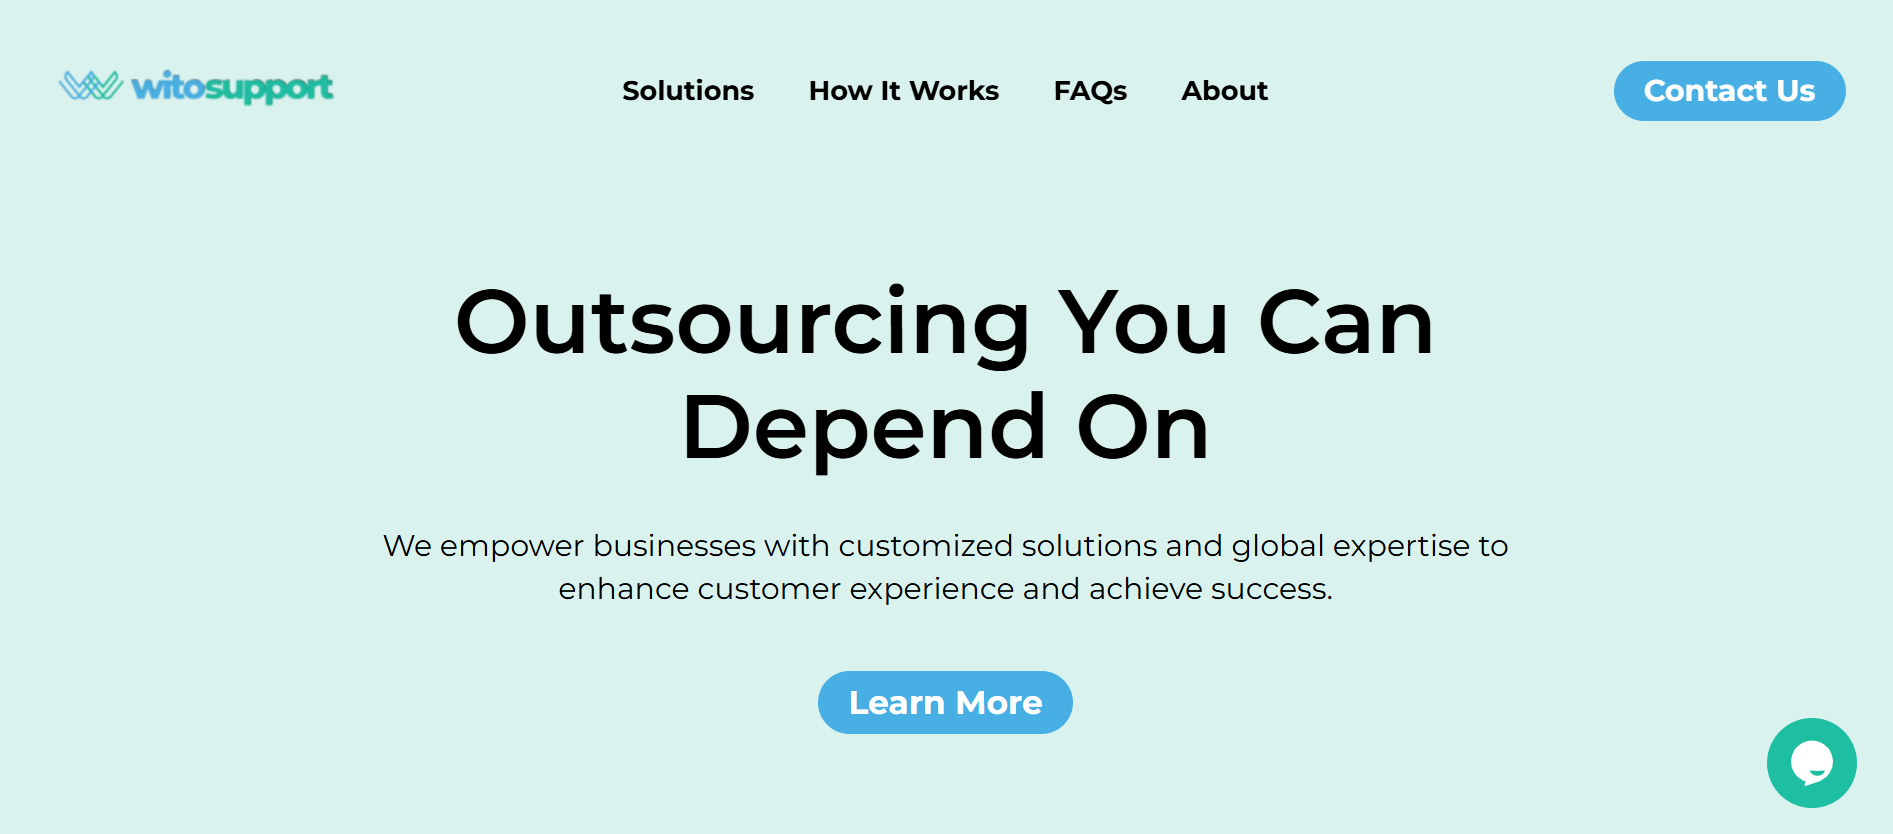 witosupport
Solutions
How It Works
FAQs
About
Contact Us
Outsourcing You Can
Depend On
We empower businesses with customized solutions and global expertise to
enhance customer experience and achieve success.
Learn More